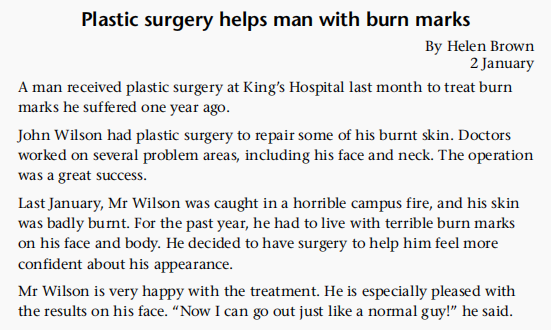 Plastic surgery helps man with burn marks
By Helen Brown
2 January
A man received plastic surgery at King’s Hospital last month to treat burn
marks he suffered one year ago.
John Wilson had plastic surgery to repair some of his burnt skin. Doctors
worked on several problem areas, including his face and neck. The operation
was a great success.
Last January, Mr Wilson was caught in a horrible campus fire, and his skin
was badly burnt. For the past year, he had to live with terrible burn marks
on his face and body. He decided to have surgery to help him feel more
confident about his appearance.
Mr Wilson is very happy with the treatment. He is especially pleased with
the results on his face. “Now I can go out just like a normal guy!” he said.